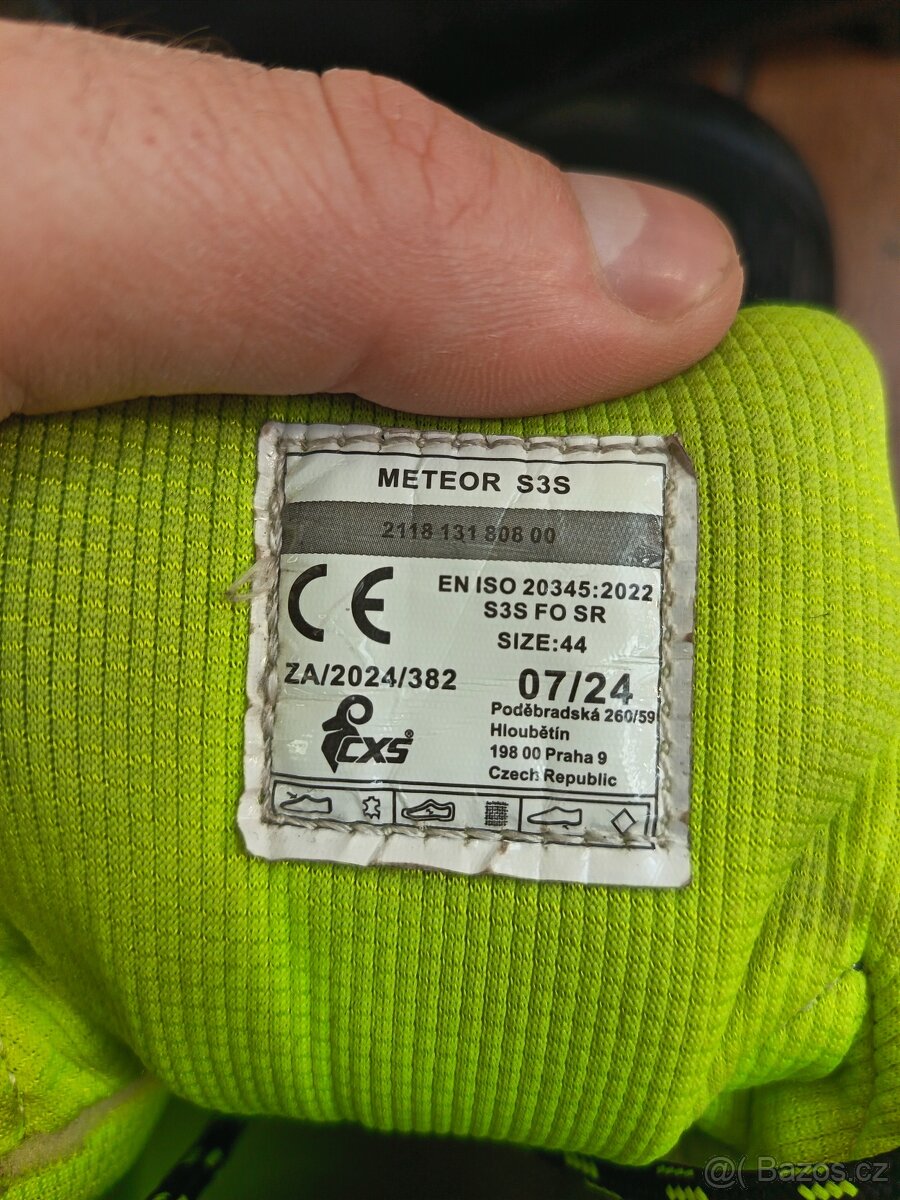 METEOR S3S
2118 131 808 00
CE
EN ISO 20345:2022
S3S FO SR
SIZE:44
ZA/2024/382
07/24
CXS®
Poděbradská 260/59
Hloubětín
198 00 Praha 9
Czech Republic
@( Bazos.cz